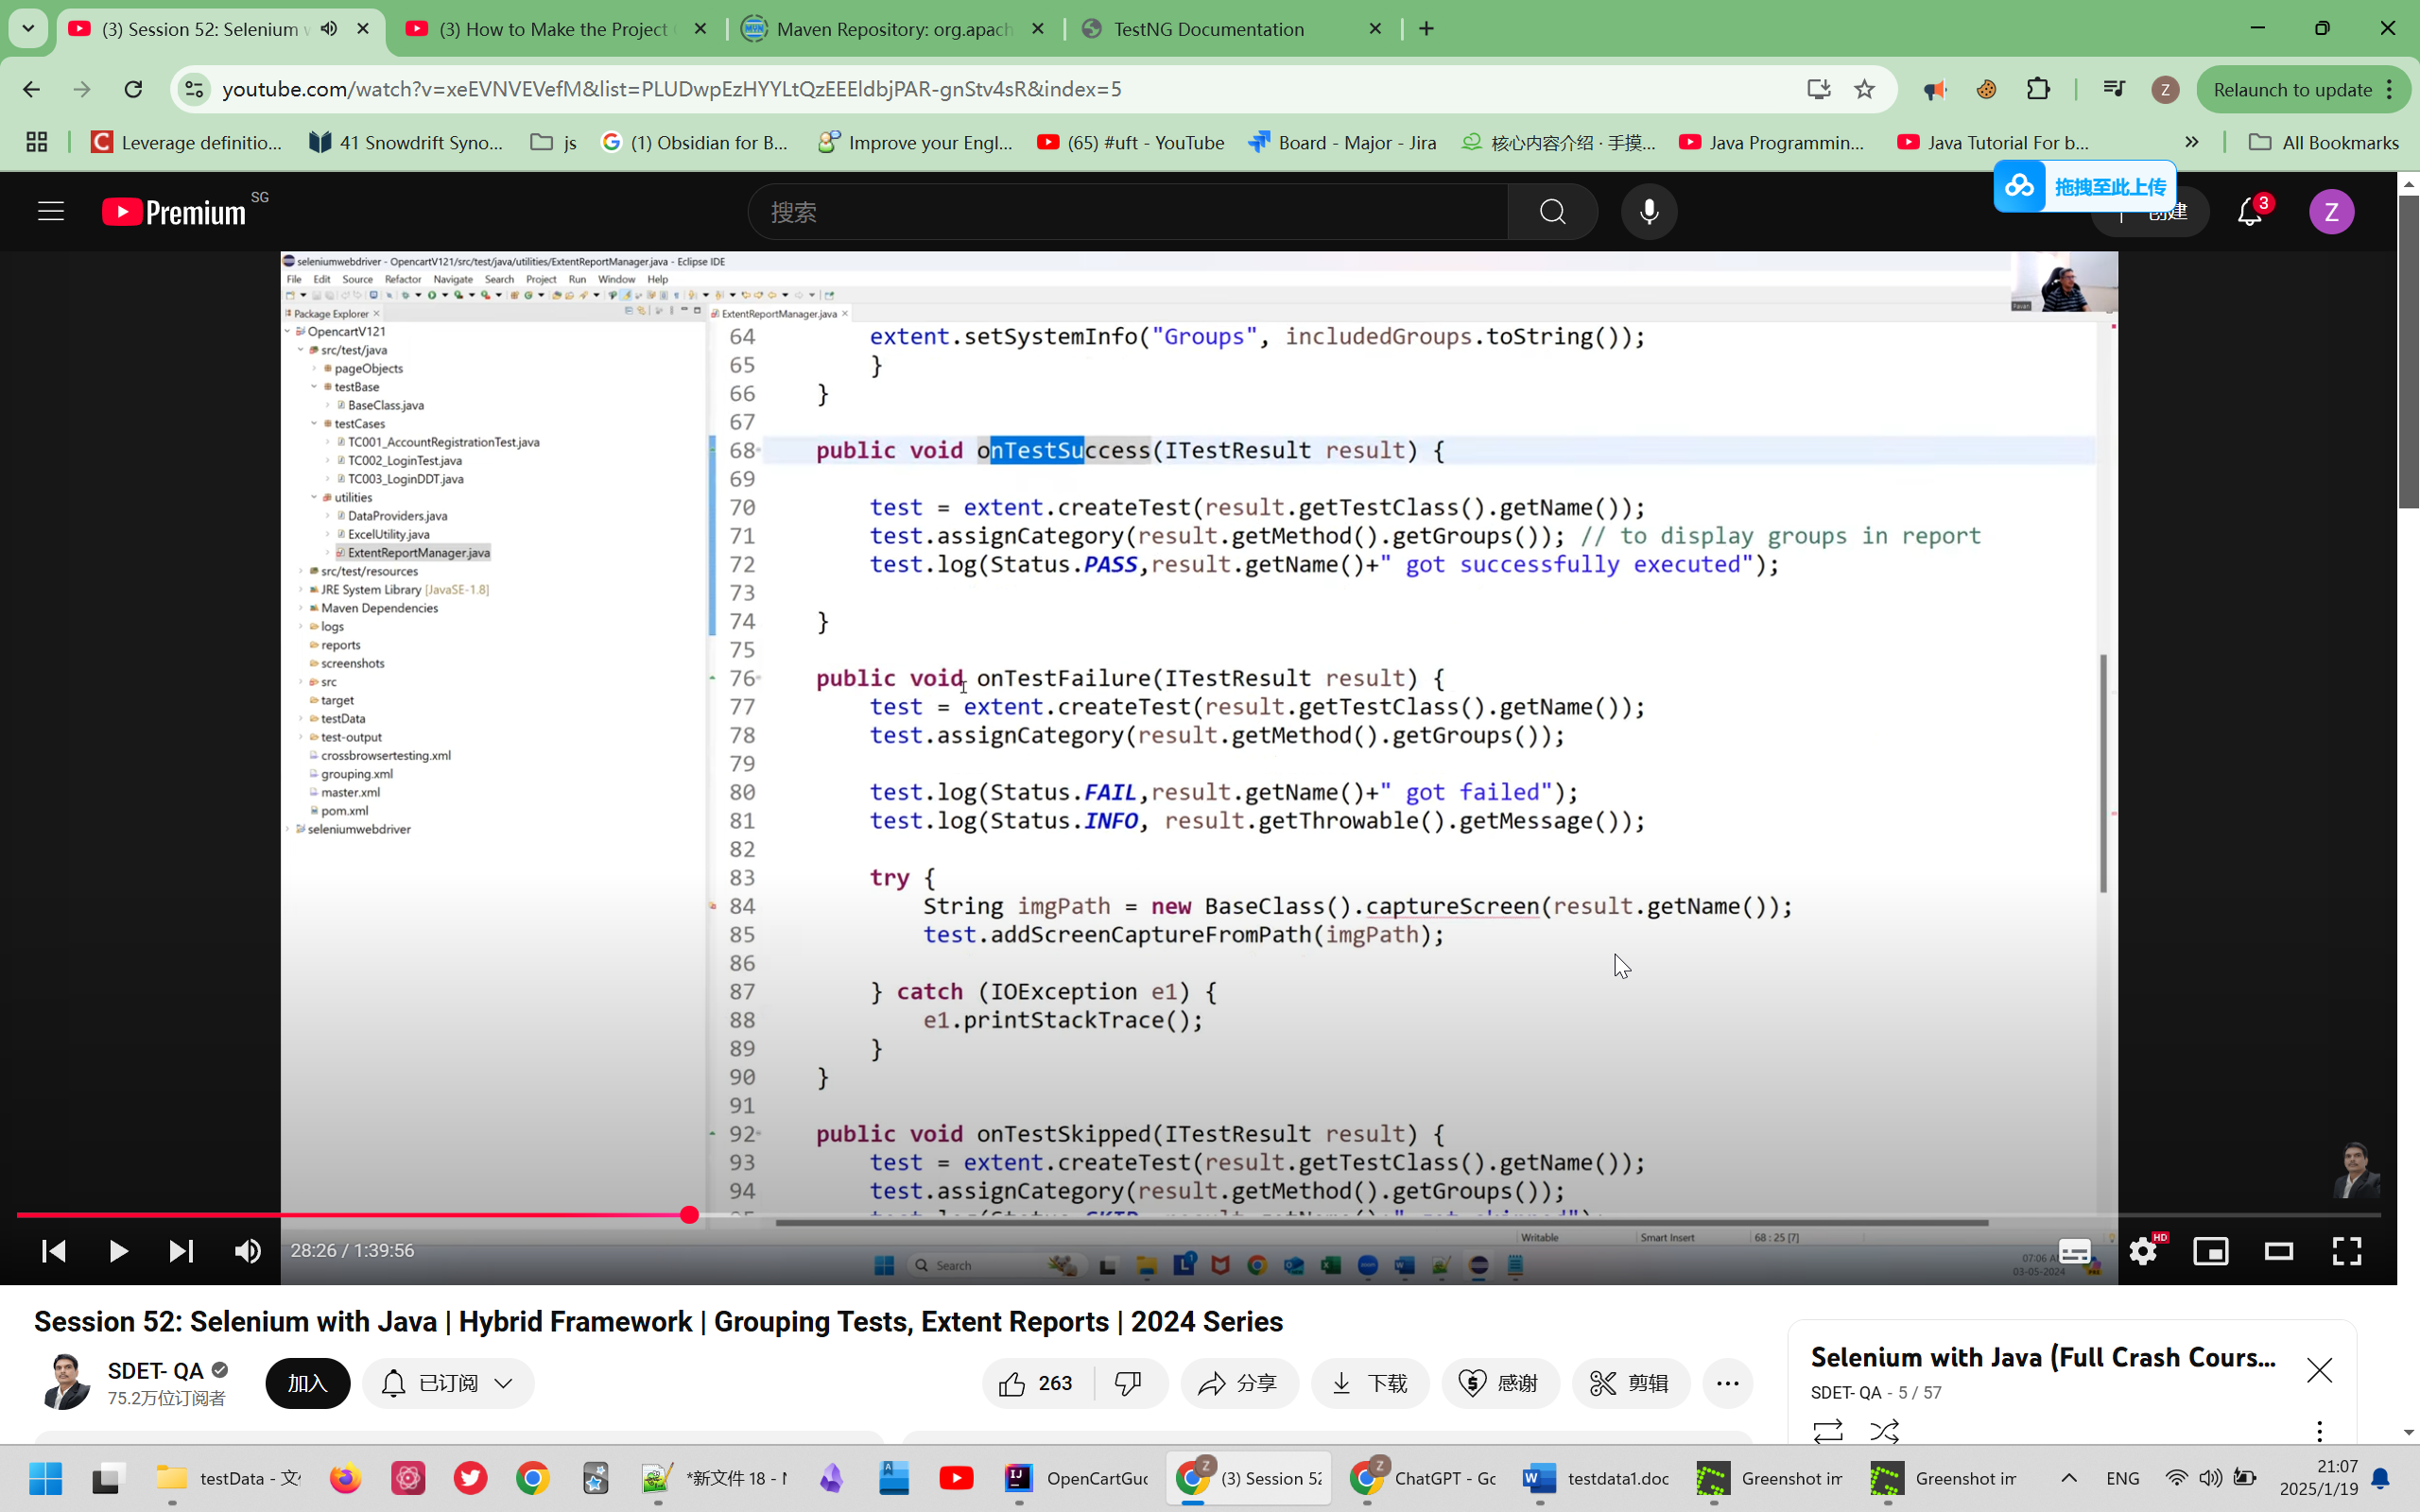 (3) Session 52: Selenium w
(3) How to Make the Project
Maven Repository: org.apach
TestNG Documentation
youtube.com/watch?v=xeEVNVEVefM&list=PLUDwpEzHYYLtQzEEEldbjPAR-gnStv4sR&index=5
Z
Relaunch to update
Leverage definitio...
41 Snowdrift Syno...
js
(1) Obsidian for B...
Improve your Engl...
(65) #uft - YouTube
Board - Major - Jira
核心内容介绍 · 手摸...
Java Programmin...
Java Tutorial For b...
All Bookmarks
拖拽至此上传
Premium
SG
搜索
创建
3
Z
seleniumwebdriver - OpencartV121/src/test/java/utilities/ExtentReportManager.java - Eclipse IDE
File Edit Source Refactor Navigate Search Project Run Window Help
Package Explorer
OpencartV121
src/test/java
pageObjects
testBase
BaseClass.java
testCases
TC001_AccountRegistrationTest.java
TC002_LoginTest.java
TC003_LoginDDT.java
utilities
DataProviders.java
ExcelUtility.java
ExtentReportManager.java
src/test/resources
JRE System Library [JavaSE-1.8]
Maven Dependencies
logs
reports
screenshots
src
target
testData
test-output
crossbrowsertesting.xml
grouping.xml
master.xml
pom.xml
seleniumwebdriver
ExtentReportManager.java
64 extent.setSystemInfo("Groups", includedGroups.toString());
65 }
66 }
67
68 public void onTestSuccess(ITestResult result) {
69
70 test = extent.createTest(result.getTestClass().getName());
71 test.assignCategory(result.getMethod().getGroups()); // to display groups in report
72 test.log(Status.PASS,result.getName()+" got successfully executed");
73
74 }
75
76 public void onTestFailure(ITestResult result) {
77 test = extent.createTest(result.getTestClass().getName());
78 test.assignCategory(result.getMethod().getGroups());
79
80 test.log(Status.FAIL,result.getName()+" got failed");
81 test.log(Status.INFO, result.getThrowable().getMessage());
82
83 try {
84 String imgPath = new BaseClass().captureScreen(result.getName());
85 test.addScreenCaptureFromPath(imgPath);
86
87 } catch (IOException e1) {
88 e1.printStackTrace();
89 }
90 }
91
92 public void onTestSkipped(ITestResult result) {
93 test = extent.createTest(result.getTestClass().getName());
94 test.assignCategory(result.getMethod().getGroups());
Writable
Smart Insert
68 : 25 [7]
Search
03-05-2024
28:26 / 1:39:56
HD
Session 52: Selenium with Java | Hybrid Framework | Grouping Tests, Extent Reports | 2024 Series
SDET- QA
75.2万位订阅者
加入
已订阅
263
分享
下载
感谢
剪辑
Selenium with Java (Full Crash Cours...
SDET- QA - 5 / 57
testData - 文
*新文件 18 - N
OpenCartGuc
(3) Session 52
ChatGPT - Gc
testdata1.doc
Greenshot im
Greenshot im
ENG
21:07
2025/1/19